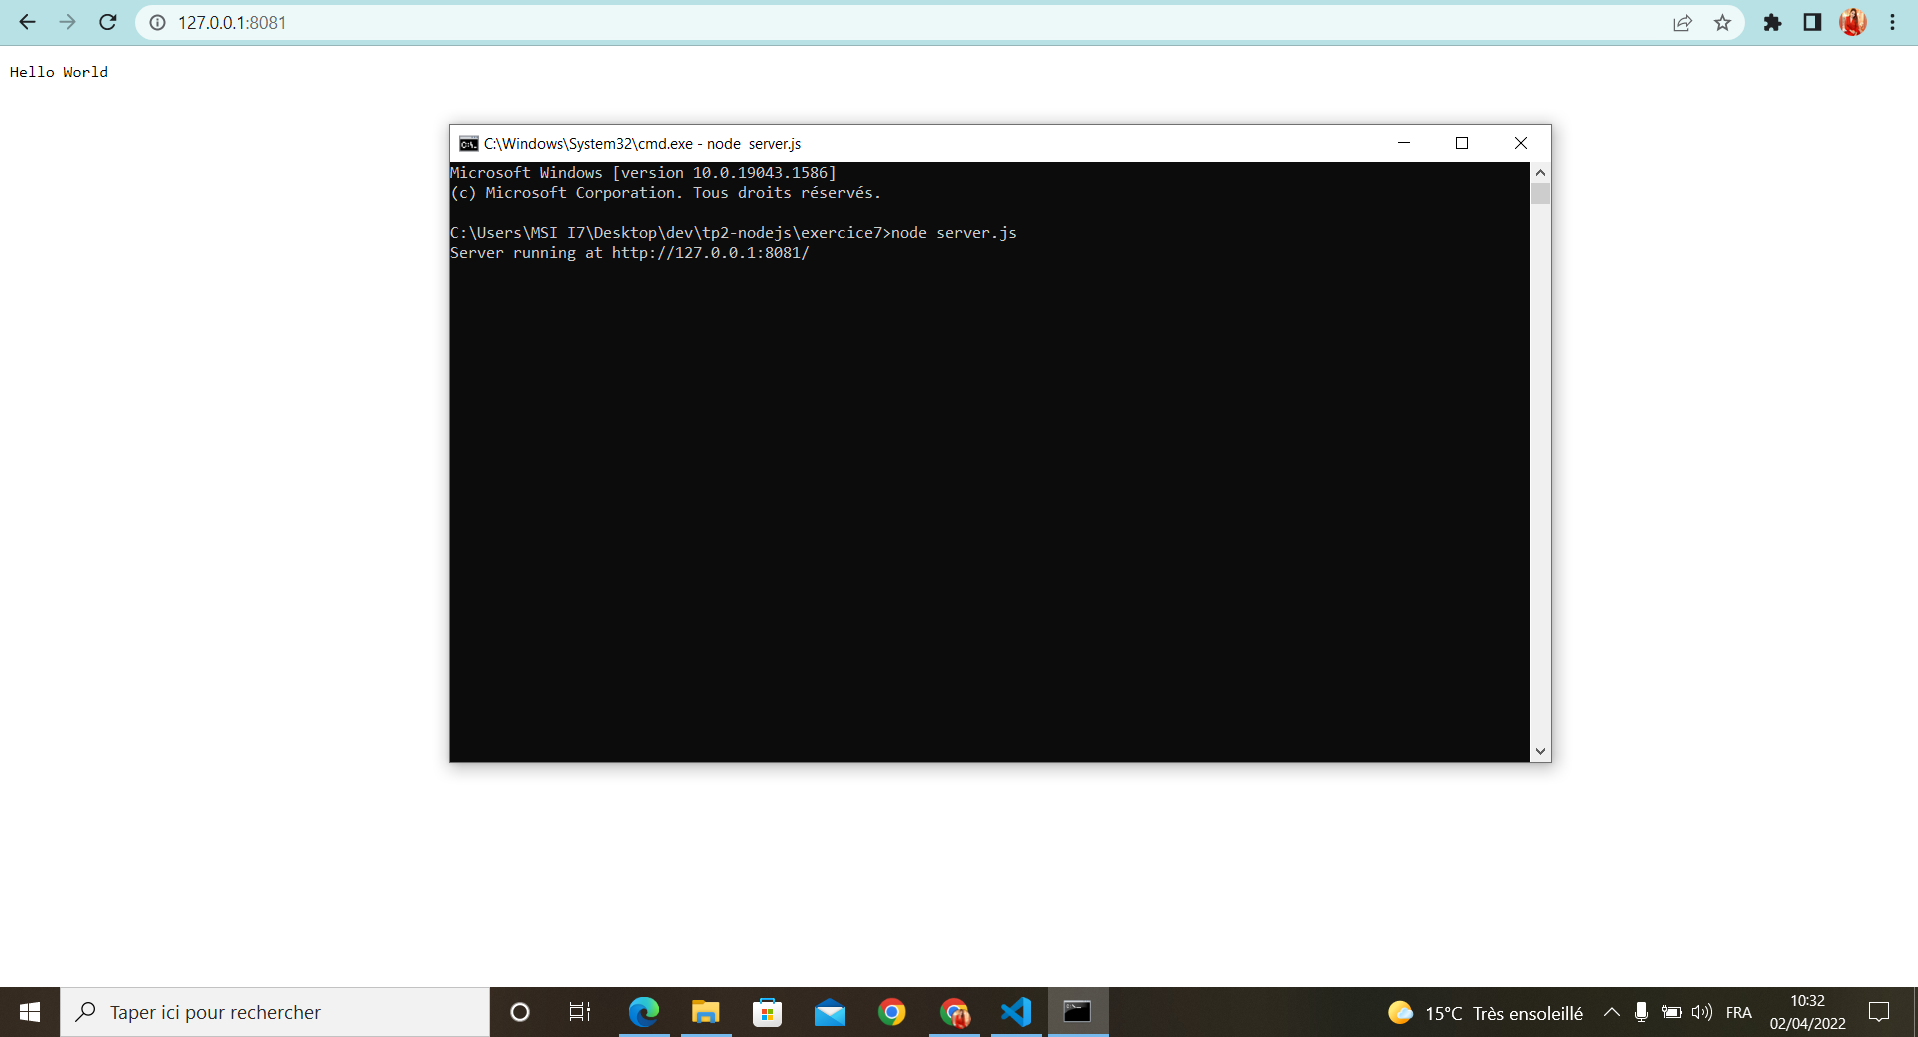 127.0.0.1:8081
Hello World
C:\Windows\System32\cmd.exe - node  server.js
Microsoft Windows [version 10.0.19043.1586]
(c) Microsoft Corporation. Tous droits réservés.
C:\Users\MSI I7\Desktop\dev\tp2-nodejs\exercice7>node server.js
Server running at http://127.0.0.1:8081/
Taper ici pour rechercher
15°C Très ensoleillé
FRA
10:32
02/04/2022